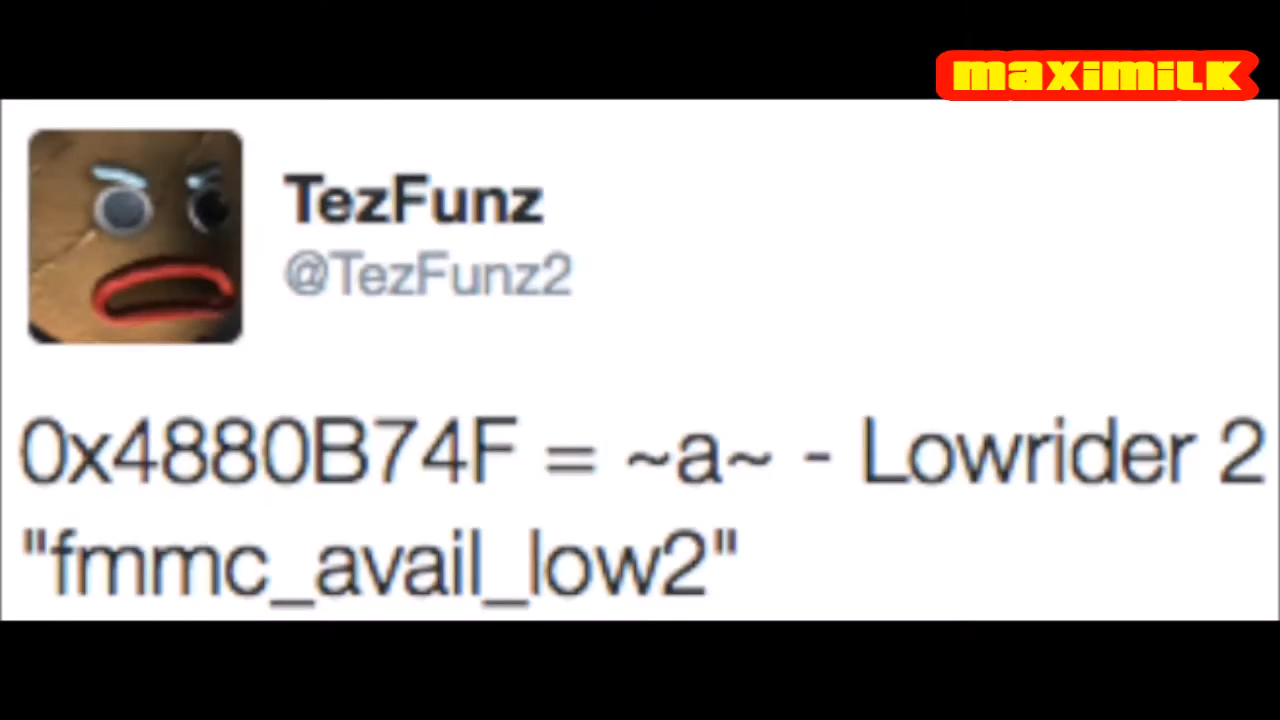 MAXIMILK
TezFunz
@TezFunz2
0x4880B74F = ~a~ - Lowrider 2
"fmmc_avail_low2"